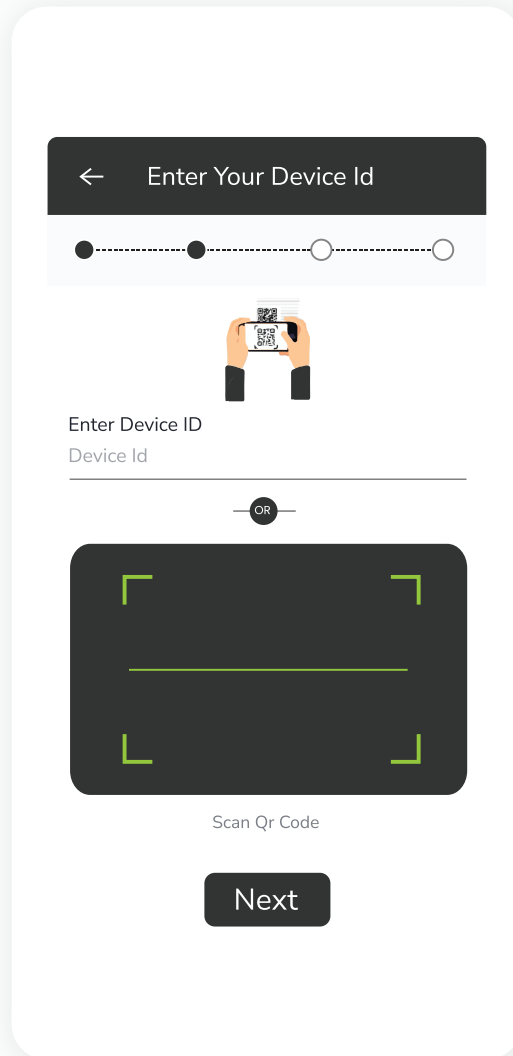 Enter Your Device Id
Enter Device ID
Device Id
OR
Scan Qr Code
Next